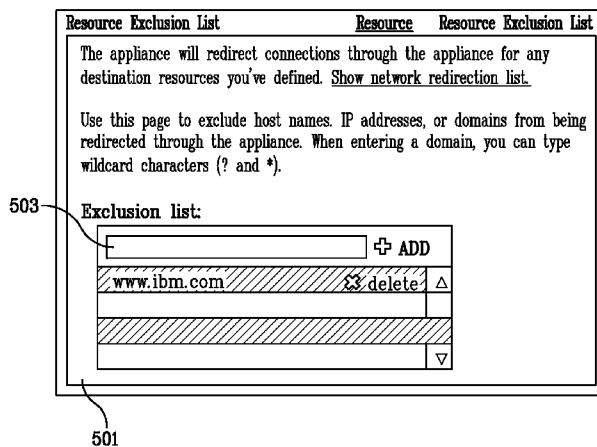 Resource Exclusion List Resource Resource Exclusion List
The appliance will redirect connections through the appliance for any
destination resources you've defined. Show network redirection list.
Use this page to exclude host names. IP addresses, or domains from being
redirected through the appliance. When entering a domain, you can type
wildcard characters (? and *).
503
Exclusion list:
ADD
www.ibm.com delete
501